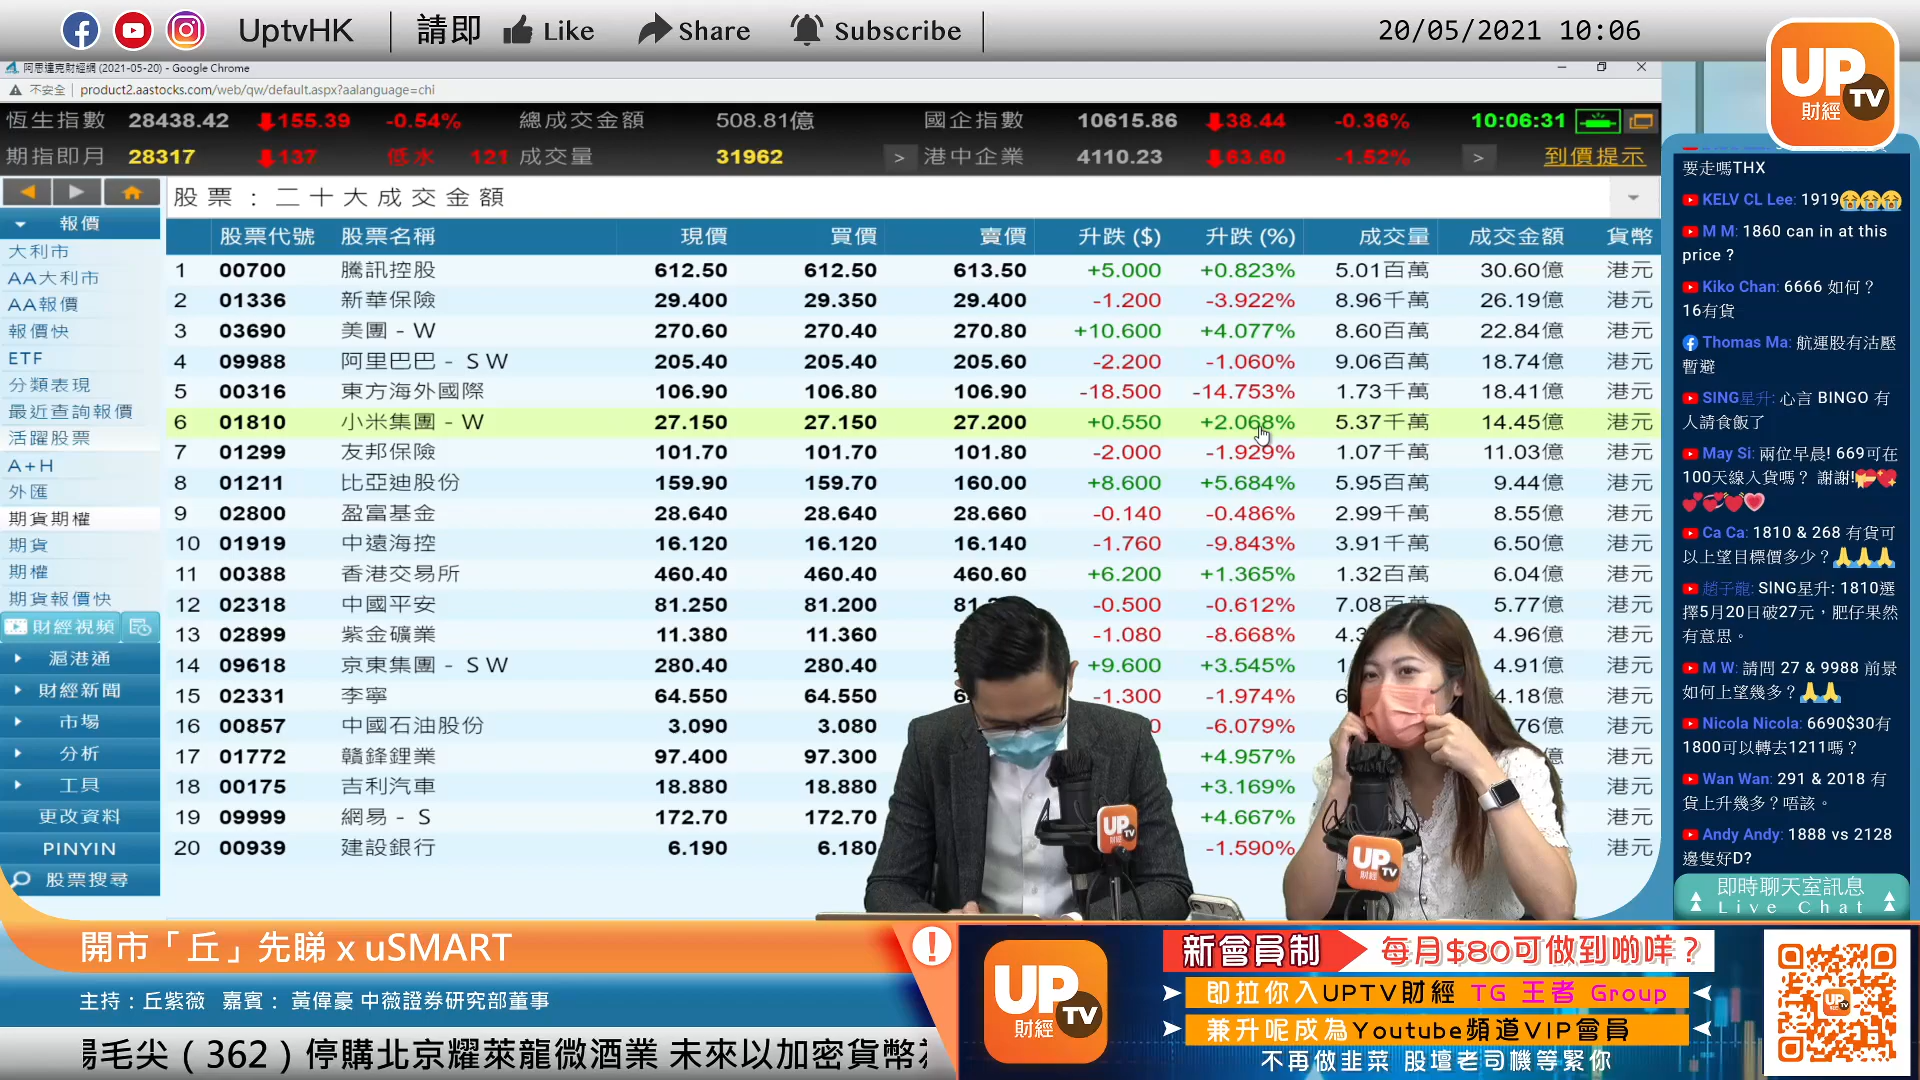 UptvHK 請即 Like Share Subscribe 20/05/2021 10:06
UP TV 財經
阿思達克財經網 (2021-05-20) - Google Chrome
不安全 | product2.aastocks.com/web/qw/default.aspx?aalanguage=chi
恆生指數 28438.42 155.39 -0.54% 總成交金額 508.81億 國企指數 10615.86 38.44 -0.36% 10:06:31
期指即月 28317 137 低水 121 成交量 31962 > 港中企業 4110.23 63.60 -1.52% > 到價提示
股票：二十大成交金額
報價
大利市
AA大利市
AA報價
報價快
ETF
分類表現
最近查詢報價
活躍股票
A+H
外匯
期貨期權
期貨
期權
期貨報價快
財經視頻
滬港通
財經新聞
市場
分析
工具
更改資料
PINYIN
股票搜尋
股票代號 股票名稱 現價 買價 賣價 升跌 ($) 升跌 (%) 成交量 成交金額 貨幣
1 00700 騰訊控股 612.50 612.50 613.50 +5.000 +0.823% 5.01百萬 30.60億 港元
2 01336 新華保險 29.400 29.350 29.400 -1.200 -3.922% 8.96千萬 26.19億 港元
3 03690 美團－W 270.60 270.40 270.80 +10.600 +4.077% 8.60百萬 22.84億 港元
4 09988 阿里巴巴－ＳＷ 205.40 205.40 205.60 -2.200 -1.060% 9.06百萬 18.74億 港元
5 00316 東方海外國際 106.90 106.80 106.90 -18.500 -14.753% 1.73千萬 18.41億 港元
6 01810 小米集團－W 27.150 27.150 27.200 +0.550 +2.068% 5.37千萬 14.45億 港元
7 01299 友邦保險 101.70 101.70 101.80 -2.000 -1.929% 1.07千萬 11.03億 港元
8 01211 比亞迪股份 159.90 159.70 160.00 +8.600 +5.684% 5.95百萬 9.44億 港元
9 02800 盈富基金 28.640 28.640 28.660 -0.140 -0.486% 2.99千萬 8.55億 港元
10 01919 中遠海控 16.120 16.120 16.140 -1.760 -9.843% 3.91千萬 6.50億 港元
11 00388 香港交易所 460.40 460.40 460.60 +6.200 +1.365% 1.32百萬 6.04億 港元
12 02318 中國平安 81.250 81.200 -0.500 -0.612% 7.08百萬 5.77億 港元
13 02899 紫金礦業 11.380 11.360 -1.080 -8.668% 4.96億 港元
14 09618 京東集團－ＳＷ 280.40 280.40 +9.600 +3.545% 4.91億 港元
15 02331 李寧 64.550 64.550 -1.300 -1.974% 4.18億 港元
16 00857 中國石油股份 3.090 3.080 -6.079% 港元
17 01772 贛鋒鋰業 97.400 97.300 +4.957% 港元
18 00175 吉利汽車 18.880 18.880 +3.169% 港元
19 09999 網易－Ｓ 172.70 172.70 +4.667% 港元
20 00939 建設銀行 6.190 6.180 -1.590% 港元
要走嗎THX
KELV CL Lee: 1919😭😭😭
M M: 1860 can in at this
price ?
Kiko Chan: 6666 如何？
16有貨
Thomas Ma: 航運股有沽壓
暫避
SING星升: 心言 BINGO 有
人請食飯了
May Si: 兩位早晨! 669可在
100天線入貨嗎？ 謝謝!
Ca Ca: 1810 & 268 有貨可
以上望目標價多少？🙏🙏🙏
趙子龍: SING星升: 1810選
擇5月20日破27元，肥仔果然
有意思。
M W: 請問 27 & 9988 前景
如何上望幾多？🙏🙏
Nicola Nicola: 6690$30有
1800可以轉去1211嗎？
Wan Wan: 291 & 2018 有
貨上升幾多？唔該。
Andy Andy: 1888 vs 2128
邊隻好D?
即時聊天室訊息
Live Chat
UP TV
UP TV 財經
開市「丘」先睇 x uSMART
主持：丘紫薇 嘉賓： 黃偉豪 中薇證券研究部董事
毛尖（362）停購北京耀萊龍微酒業 未來以加密貨幣
UP TV 財經
新會員制 每月$80可做到啲咩？
即拉你入UPTV財經 TG 王者 Group
兼升呢成為Youtube頻道VIP會員
不再做韭菜 股壇老司機等緊你
UP TV